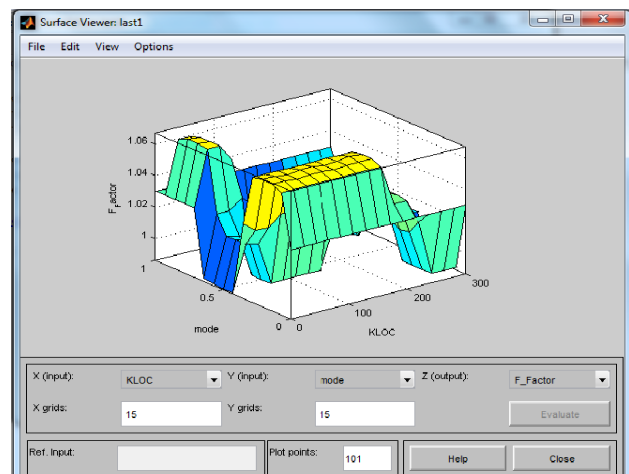 Surface Viewer: last1
File Edit View Options
1.06
1.04
1.02
1
F_Factor
1
0.5
0
mode
0
100
200
300
KLOC
X (input): KLOC Y (input): mode Z (output): F_Factor
X grids: 15 Y grids: 15 Evaluate
Ref. Input: Plot points: 101 Help Close